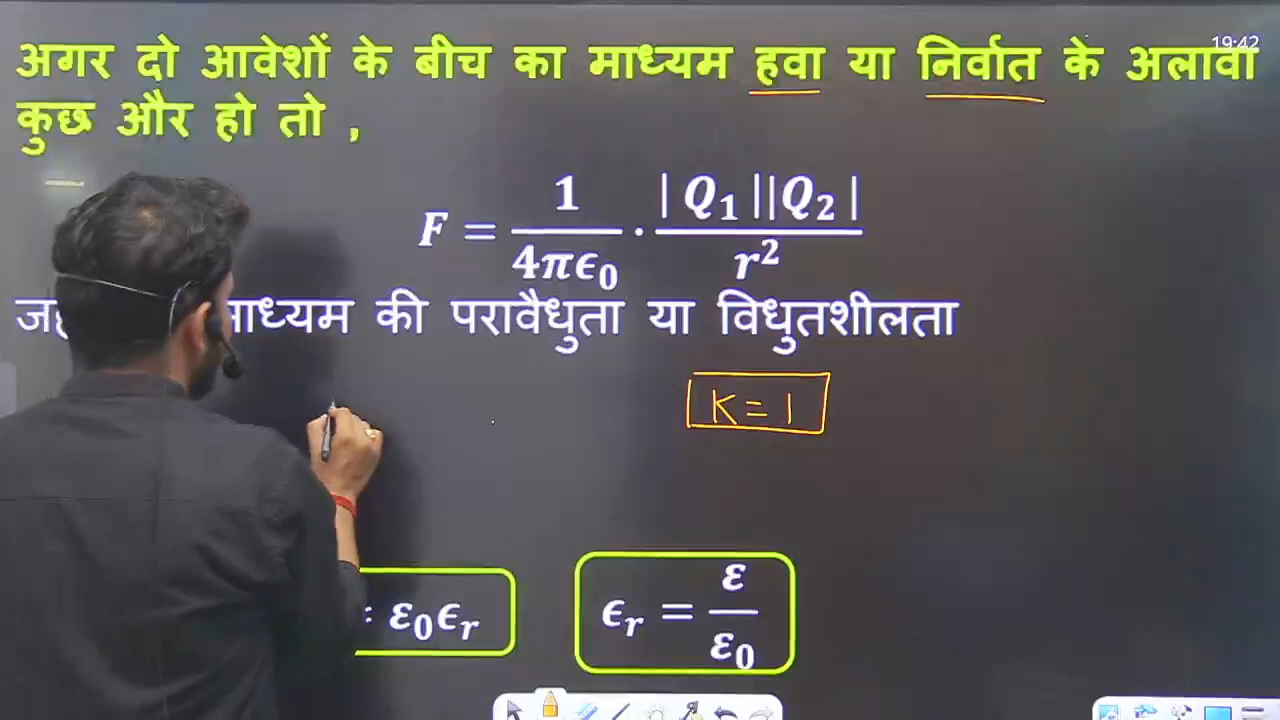 19:42
अगर दो आवेशों के बीच का माध्यम हवा या निर्वात के अलावा
कुछ और हो तो ,
F = 1/4πϵ₀ · |Q₁||Q₂|/r²
माध्यम की परावैधुता या विधुतशीलता
K = 1
= ε₀ϵᵣ
ϵᵣ = ε/ε₀